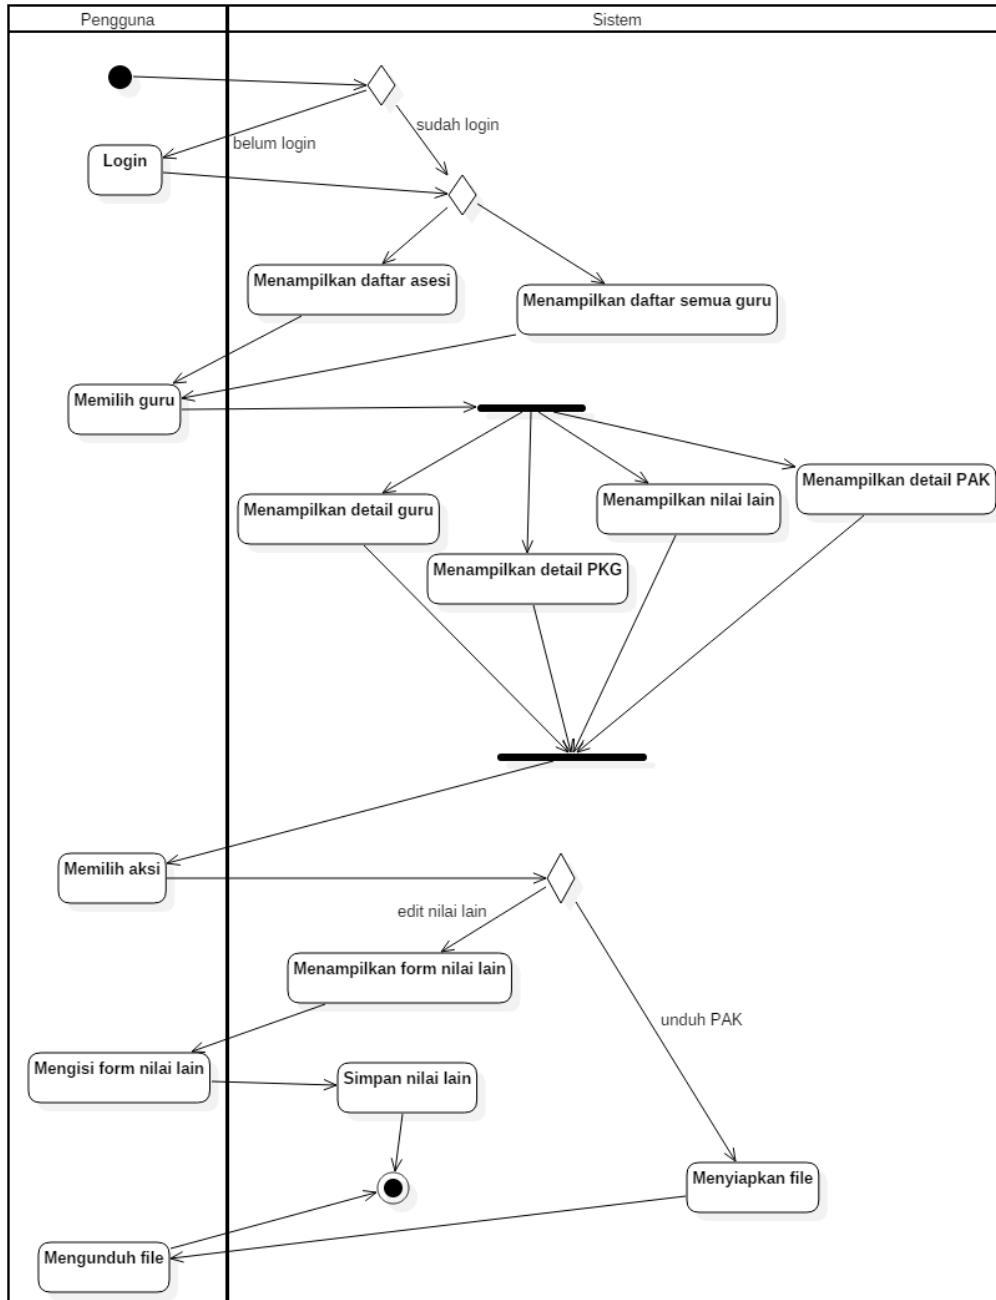 Pengguna
Sistem
sudah login
belum login
Login
Menampilkan daftar asesi
Menampilkan daftar semua guru
Memilih guru
Menampilkan detail PAK
Menampilkan nilai lain
Menampilkan detail guru
Menampilkan detail PKG
Memilih aksi
edit nilai lain
Menampilkan form nilai lain
unduh PAK
Mengisi form nilai lain
Simpan nilai lain
Menyiapkan file
Mengunduh file